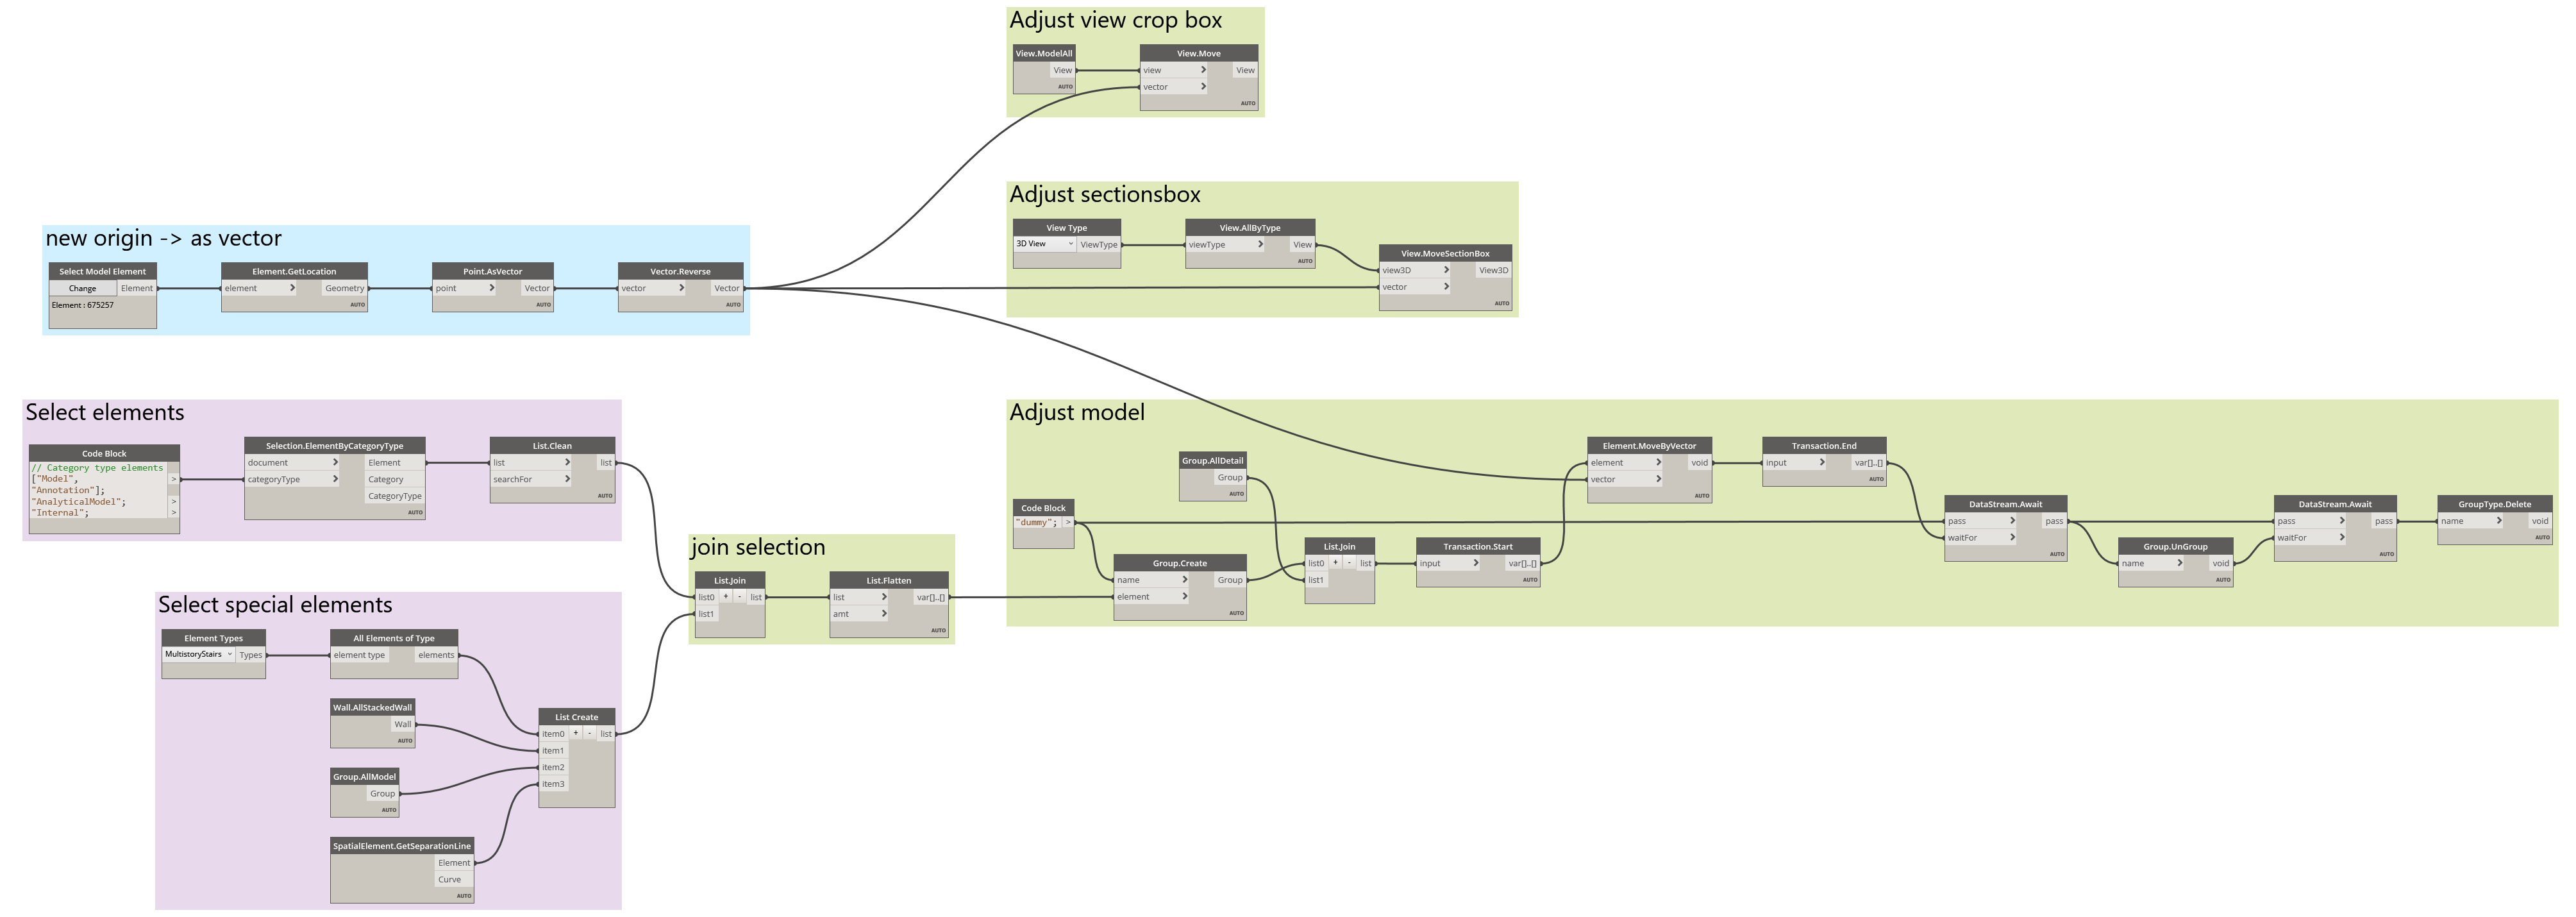 Adjust view crop box
View.ModelAll
View
AUTO
View.Move
view > View
vector >
AUTO
Adjust sectionsbox
View Type
3D View ViewType
View.AllByType
viewType > View
AUTO
View.MoveSectionBox
view3D > View3D
vector >
AUTO
new origin -> as vector
Select Model Element
Change Element
Element : 675257
Element.GetLocation
element > Geometry
AUTO
Point.AsVector
point > Vector
AUTO
Vector.Reverse
vector > Vector
AUTO
Select elements
Code Block
// Category type elements
["Model", >
"Annotation"];
"AnalyticalModel"; >
"Internal"; >
Selection.ElementByCategoryType
document > Element
categoryType > Category
CategoryType
AUTO
List.Clean
list > list
searchFor >
AUTO
Select special elements
Element Types
MultistoryStairs Types
All Elements of Type
element type elements
Wall.AllStackedWall
Wall
AUTO
Group.AllModel
Group
AUTO
SpatialElement.GetSeparationLine
Element
Curve
AUTO
List Create
item0 + - list
item1
item2
item3
join selection
List.Join
list0 + - list
list1
List.Flatten
list > var[]..[]
amt >
AUTO
Adjust model
Code Block
"dummy"; >
Group.AllDetail
Group
AUTO
Group.Create
name > Group
element >
AUTO
List.Join
list0 + - list
list1
Transaction.Start
input > var[]..[]
AUTO
Element.MoveByVector
element > void
vector >
AUTO
Transaction.End
input > var[]..[]
AUTO
DataStream.Await
pass > pass
waitFor >
AUTO
Group.UnGroup
name > void
AUTO
DataStream.Await
pass > pass
waitFor >
AUTO
GroupType.Delete
name > void
AUTO